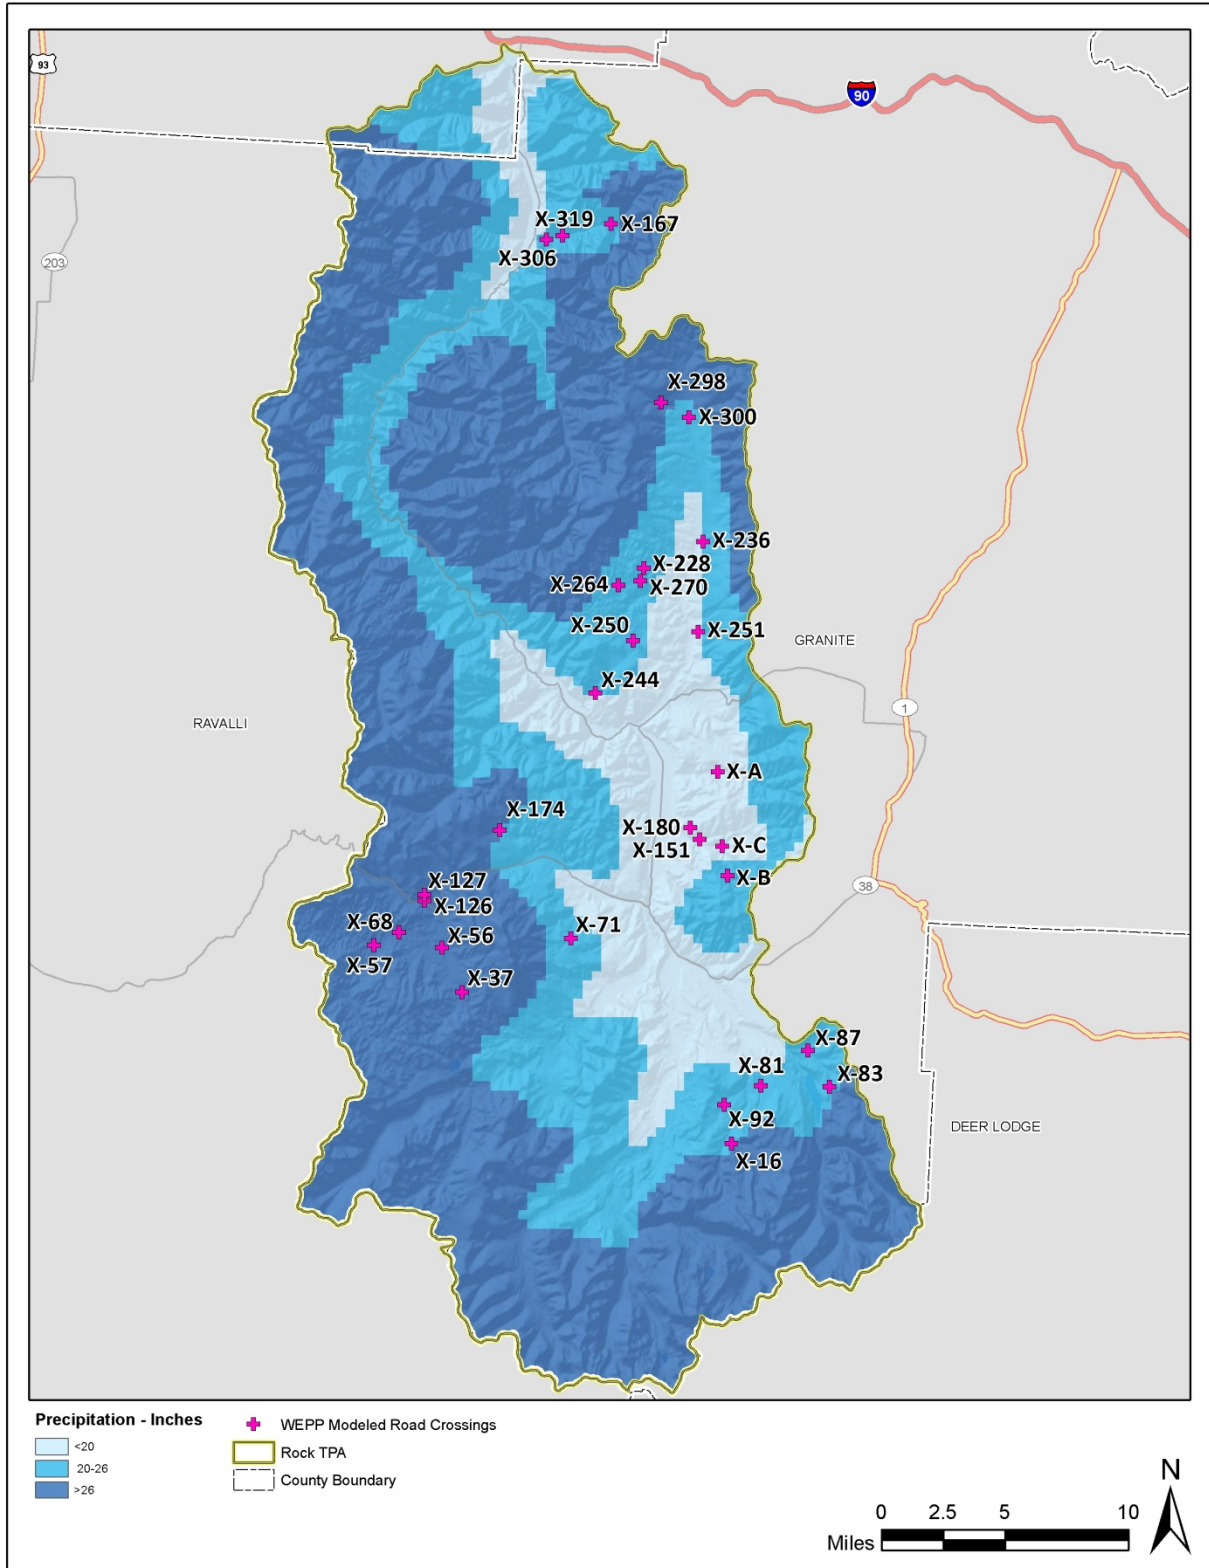 93
90
X-319
X-167
X-306
203
X-298
X-300
X-236
X-228
X-264
X-270
X-250
X-251
GRANITE
X-244
1
RAVALLI
X-A
X-174
X-180
X-C
X-151
X-B
38
X-127
X-126
X-68
X-71
X-56
X-57
X-37
X-87
X-81
X-83
X-92
DEER LODGE
X-16
Precipitation - Inches
<20
20-26
>26
WEPP Modeled Road Crossings
Rock TPA
County Boundary
N
0 2.5 5 10
Miles